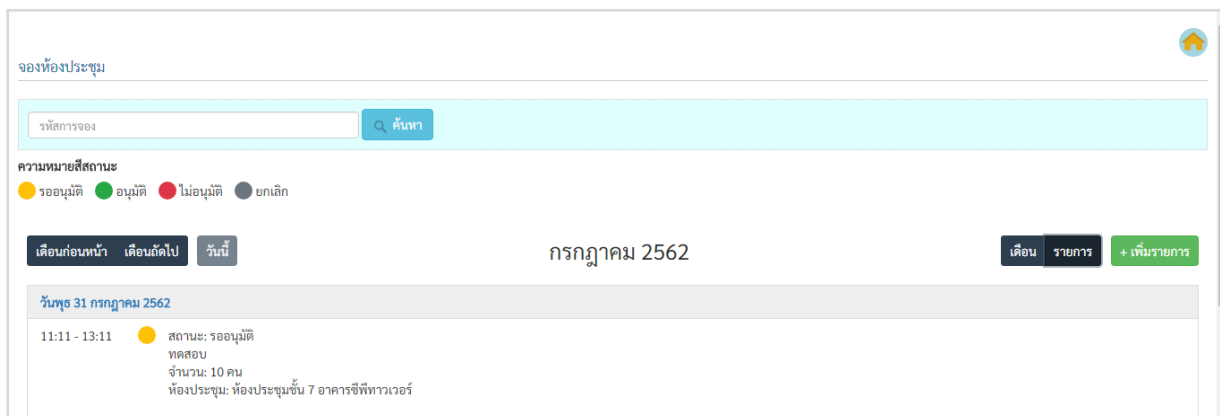 จองห้องประชุม
รหัสการจอง ค้นหา
ความหมายสีสถานะ
รออนุมัติ อนุมัติ ไม่อนุมัติ ยกเลิก
เดือนก่อนหน้า เดือนถัดไป วันนี้ กรกฎาคม 2562 เดือน รายการ + เพิ่มรายการ
วันพุธ 31 กรกฎาคม 2562
11:11 - 13:11 สถานะ: รออนุมัติ
ทดสอบ
จำนวน: 10 คน
ห้องประชุม: ห้องประชุมชั้น 7 อาคารซีพีทาวเวอร์